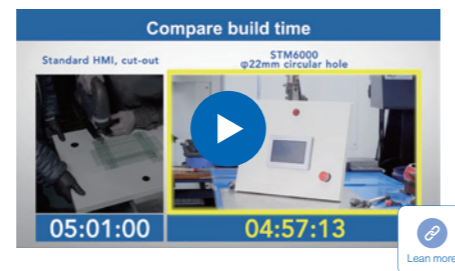 Compare build time
Standard HMI, cut-out
STM6000
φ22mm circular hole
05:01:00
04:57:13
Lean more